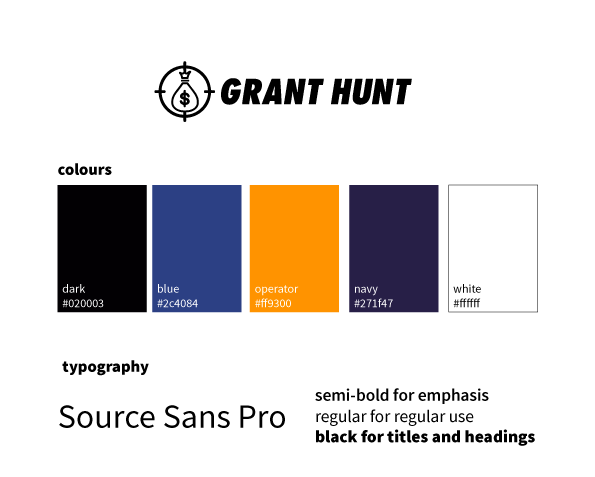 $
GRANT HUNT
colours
dark
#020003
blue
#2c4084
operator
#ff9300
navy
#271f47
white
#ffffff
typography
Source Sans Pro
semi-bold for emphasis
regular for regular use
black for titles and headings